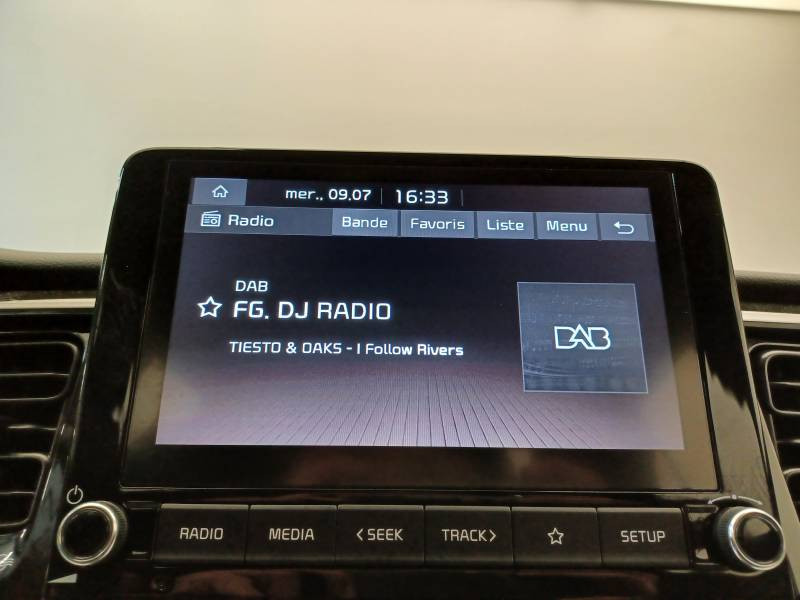 mer., 09.07 16:33
Radio Bande Favoris Liste Menu
DAB
FG. DJ RADIO
TIESTO & OAKS - I Follow Rivers
DAB
RADIO MEDIA <SEEK TRACK> SETUP